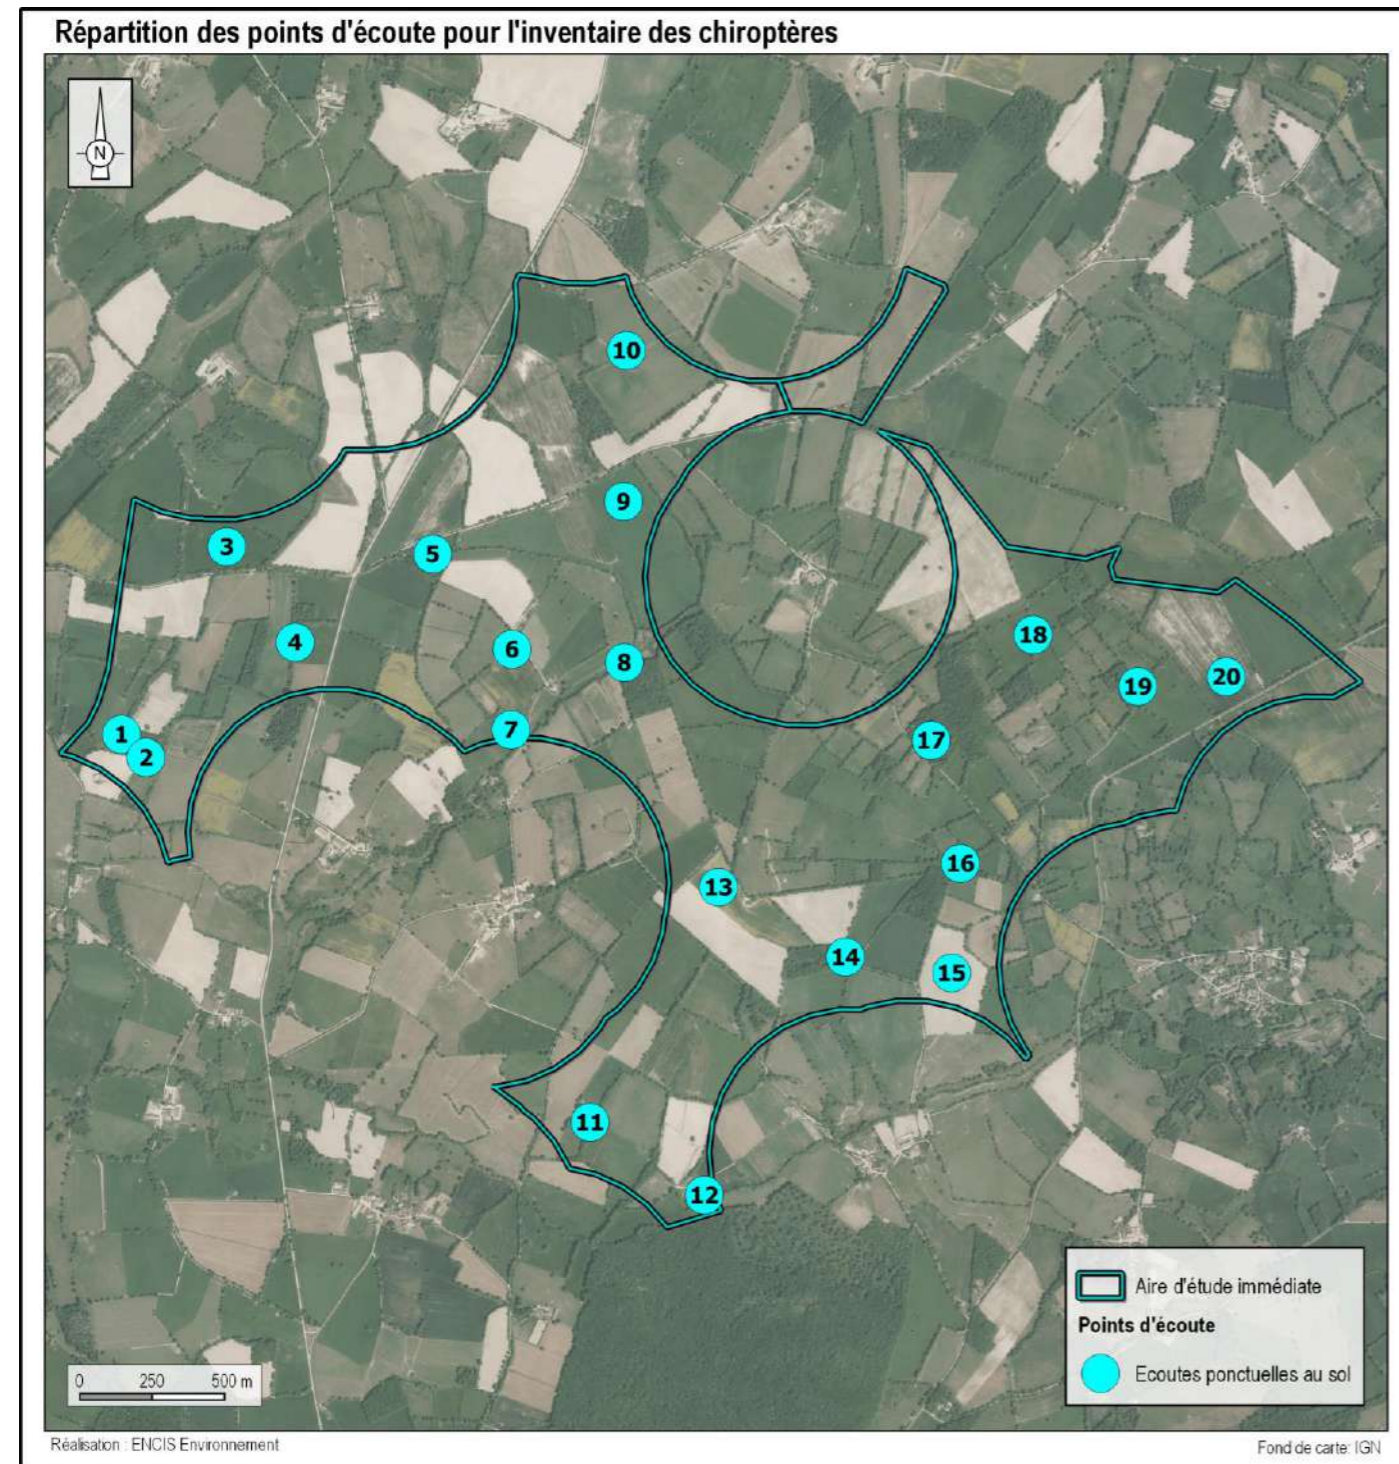 Répartition des points d'écoute pour l'inventaire des chiroptères
N
10
9
3
5
4
6
8
18
19
20
1
2
7
17
16
13
14
15
11
12
Aire d'étude immédiate
Points d'écoute
Ecoutes ponctuelles au sol
0 250 500 m
Réalisation : ENCIS Environnement
Fond de carte: IGN